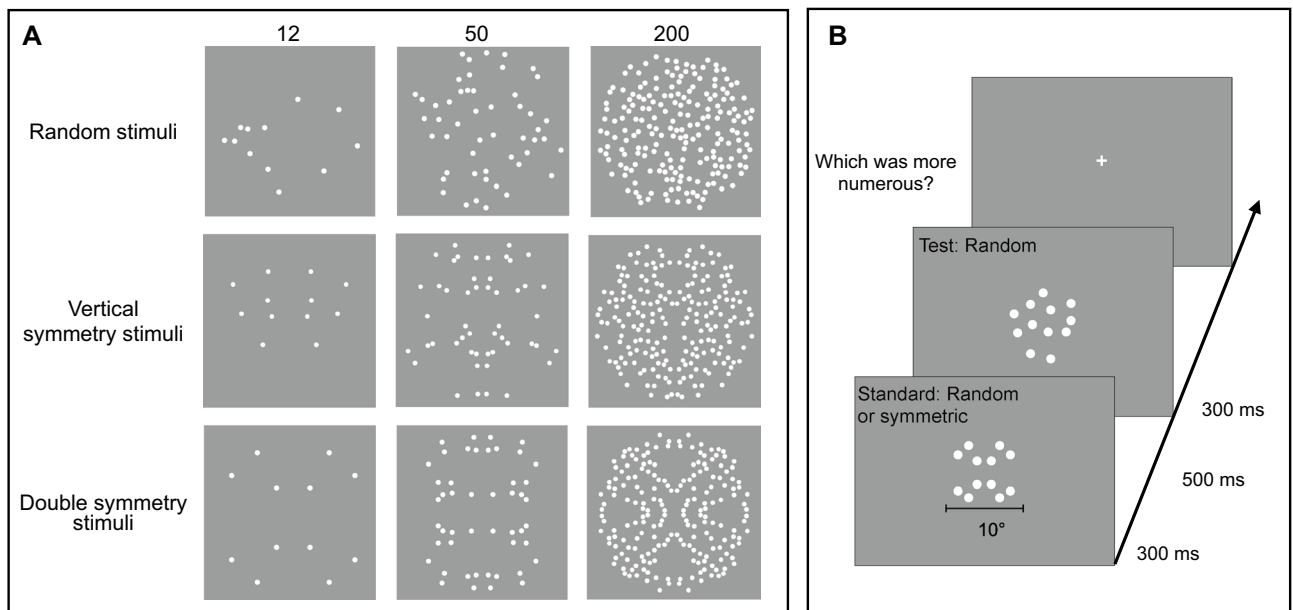 A
12
50
200
Random stimuli
Vertical
symmetry stimuli
Double symmetry
stimuli
B
Which was more
numerous?
+
Test: Random
Standard: Random
or symmetric
10°
300 ms
500 ms
300 ms